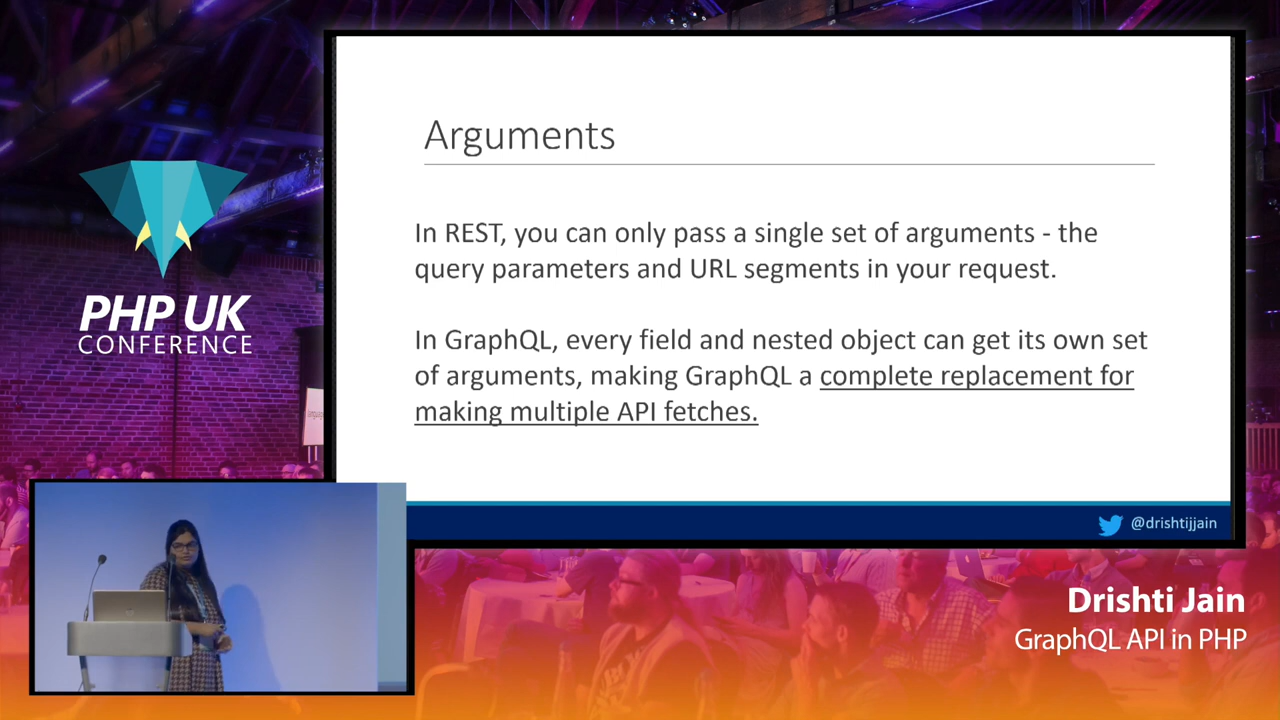 Arguments
In REST, you can only pass a single set of arguments - the
query parameters and URL segments in your request.
In GraphQL, every field and nested object can get its own set
of arguments, making GraphQL a complete replacement for
making multiple API fetches.
@drishtijjain
PHP UK
CONFERENCE
Drishti Jain
GraphQL API in PHP